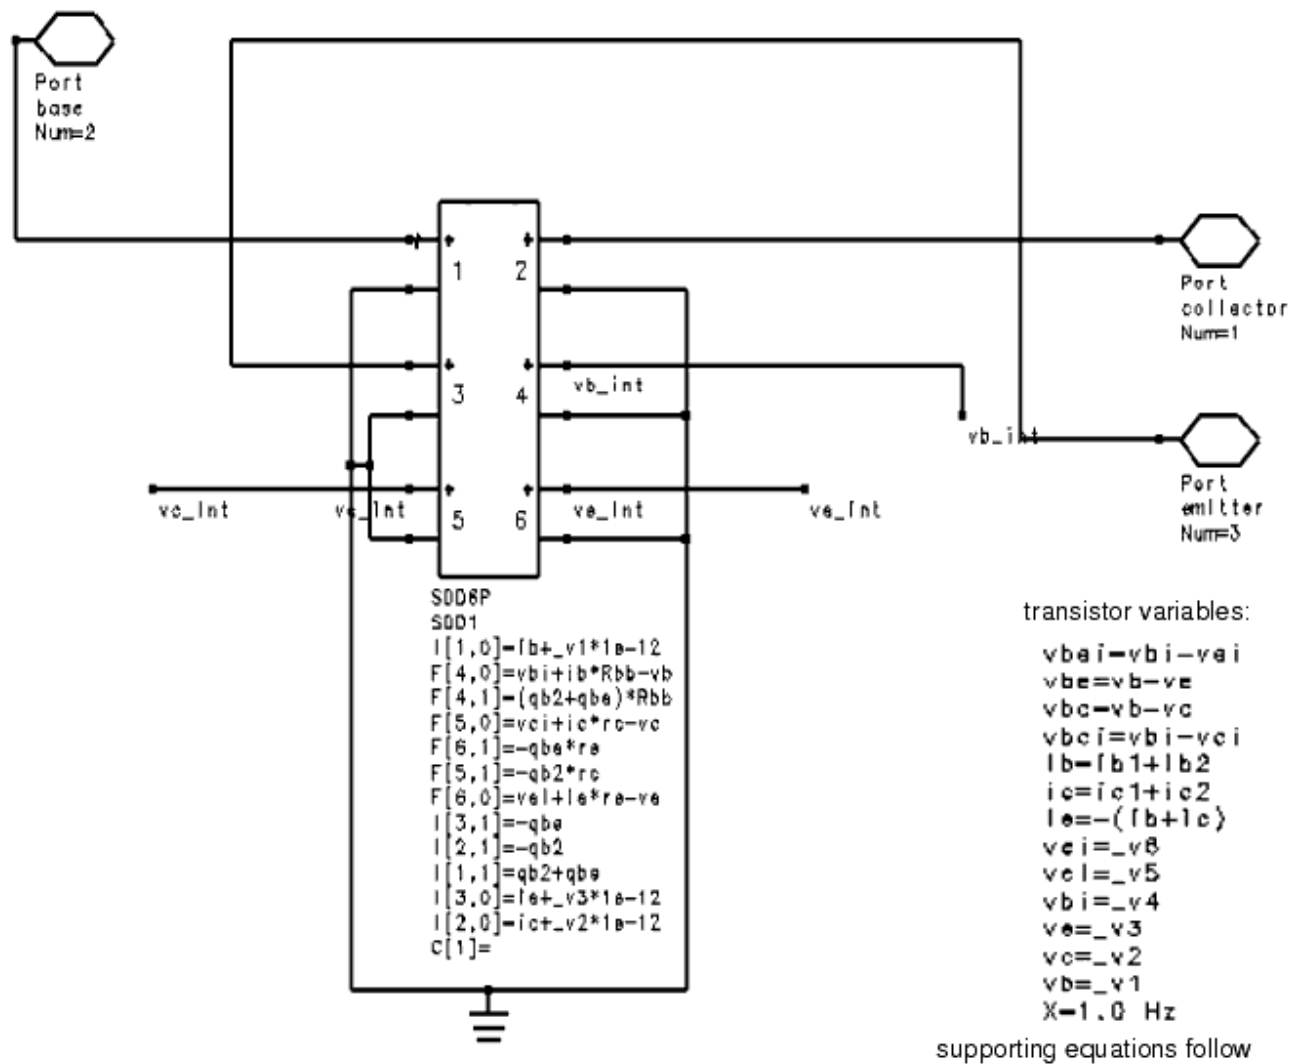 Port
base
Num=2
1
2
Port
collector
Num=1
3
4
vb_int
vb_int
vc_int
vc_int
5
6
ve_int
ve_int
Port
emitter
Num=3
SDD6P
SDD1
I[1,0]=ib+_v1*1e-12
F[4,0]=vbi+ib*Rbb-vb
F[4,1]=(qb2+qbe)*Rbb
F[5,0]=vci+ic*rc-vc
F[6,1]=-qbe*re
F[5,1]=-qb2*rc
F[6,0]=vei+ie*re-ve
I[3,1]=-qbe
I[2,1]=-qb2
I[1,1]=qb2+qbe
I[3,0]=ie+_v3*1e-12
I[2,0]=ic+_v2*1e-12
C[1]=
transistor variables:
vbei=vbi-vei
vbe=vb-ve
vbc=vb-vc
vbci=vbi-vci
ib=ib1+ib2
ic=ic1+ic2
ie=-(ib+ic)
vei=_v6
vci=_v5
vbi=_v4
ve=_v3
vc=_v2
vb=_v1
X=1.0 Hz
supporting equations follow